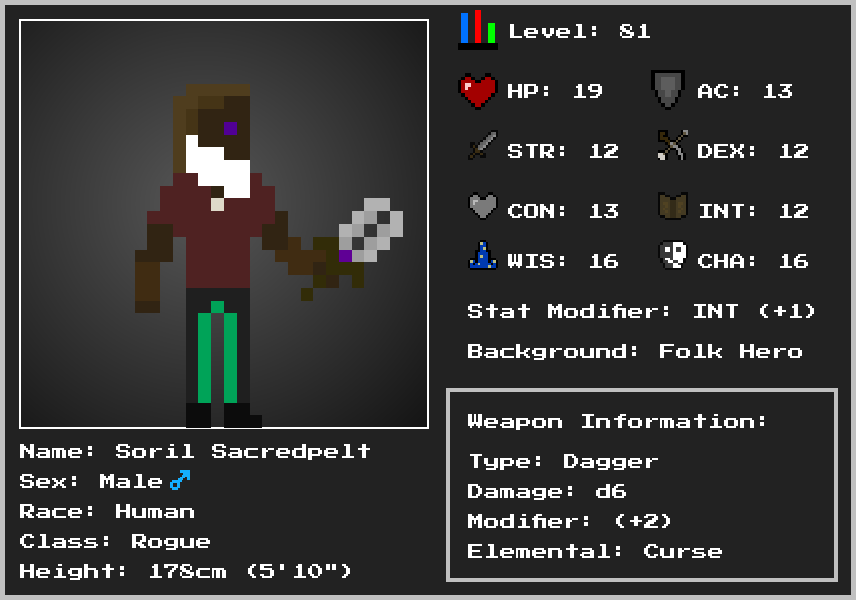 Level: 81
HP: 19
AC: 13
STR: 12
DEX: 12
CON: 13
INT: 12
WIS: 16
CHA: 16
Stat Modifier: INT (+1)
Background: Folk Hero
Weapon Information:
Type: Dagger
Damage: d6
Modifier: (+2)
Elemental: Curse
Name: Soril Sacredpelt
Sex: Male ♂
Race: Human
Class: Rogue
Height: 178cm (5'10")